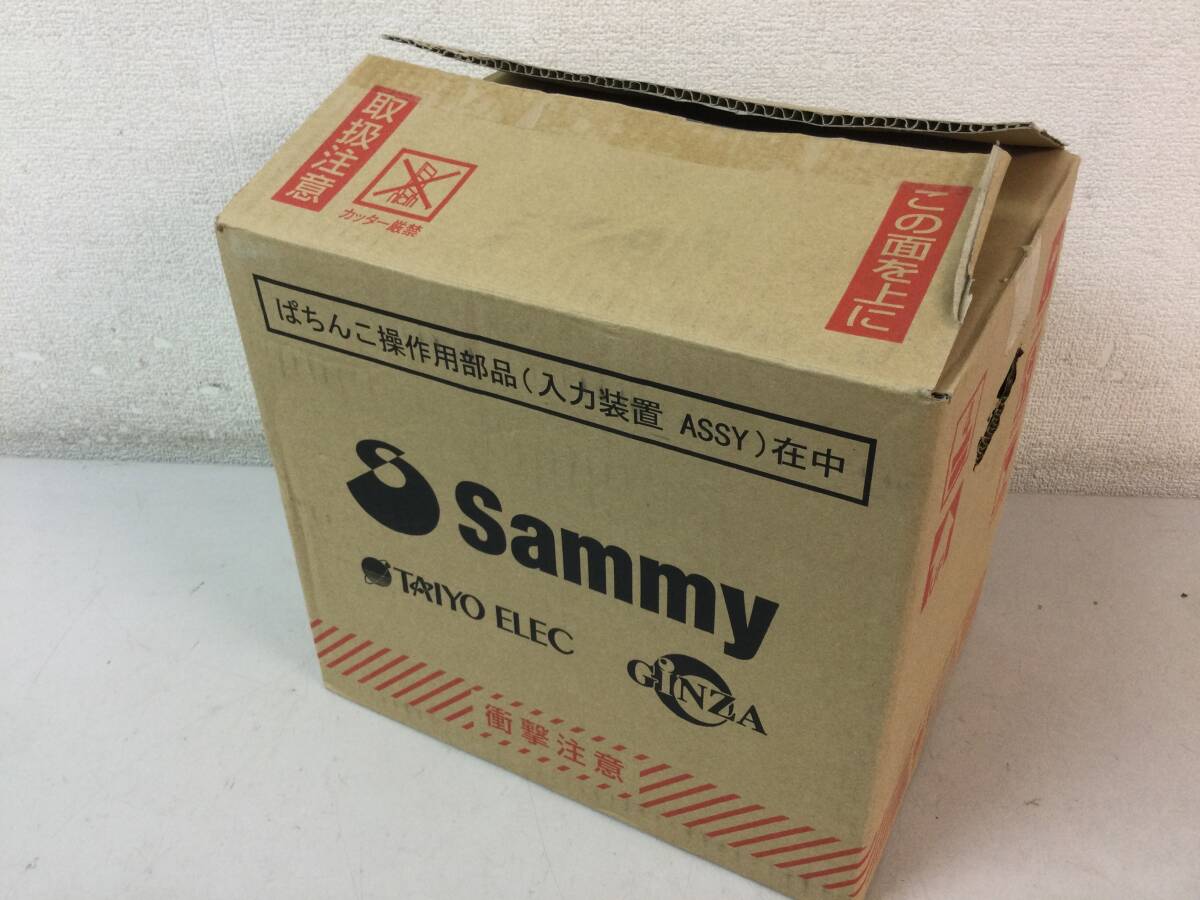 取扱注意
カッター厳禁
この面を上に
ぱちんこ操作用部品(入力装置 ASSY)在中
Sammy
TAIYO ELEC
GiNZA
衝撃注意